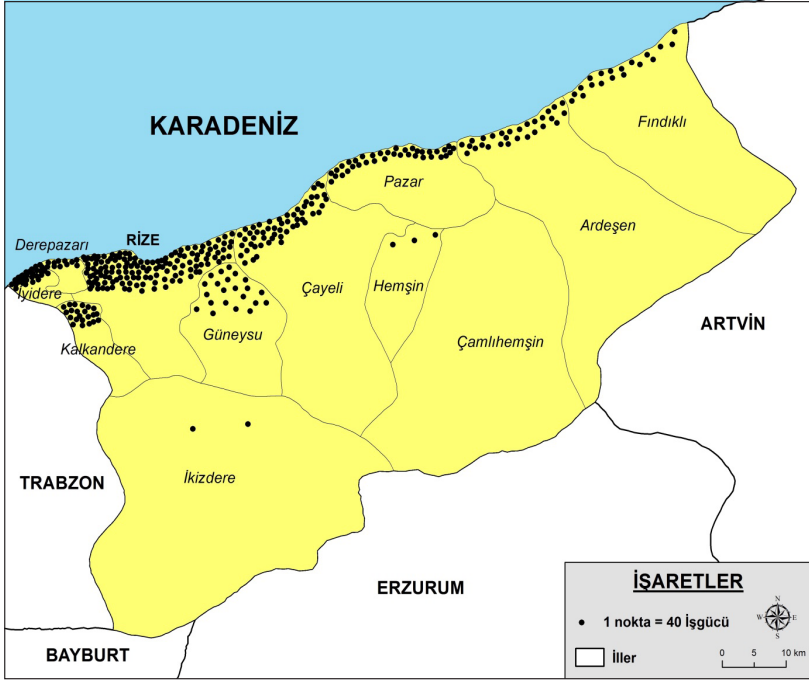 KARADENİZ
Fındıklı
Pazar
Ardeşen
RİZE
Derepazarı
Çayeli
Hemşin
İyidere
Güneysu
Çamlıhemşin
ARTVİN
Kalkandere
TRABZON
İkizdere
ERZURUM
BAYBURT
İŞARETLER
1 nokta = 40 İşgücü
İller
N
W E
S
0 5 10 km